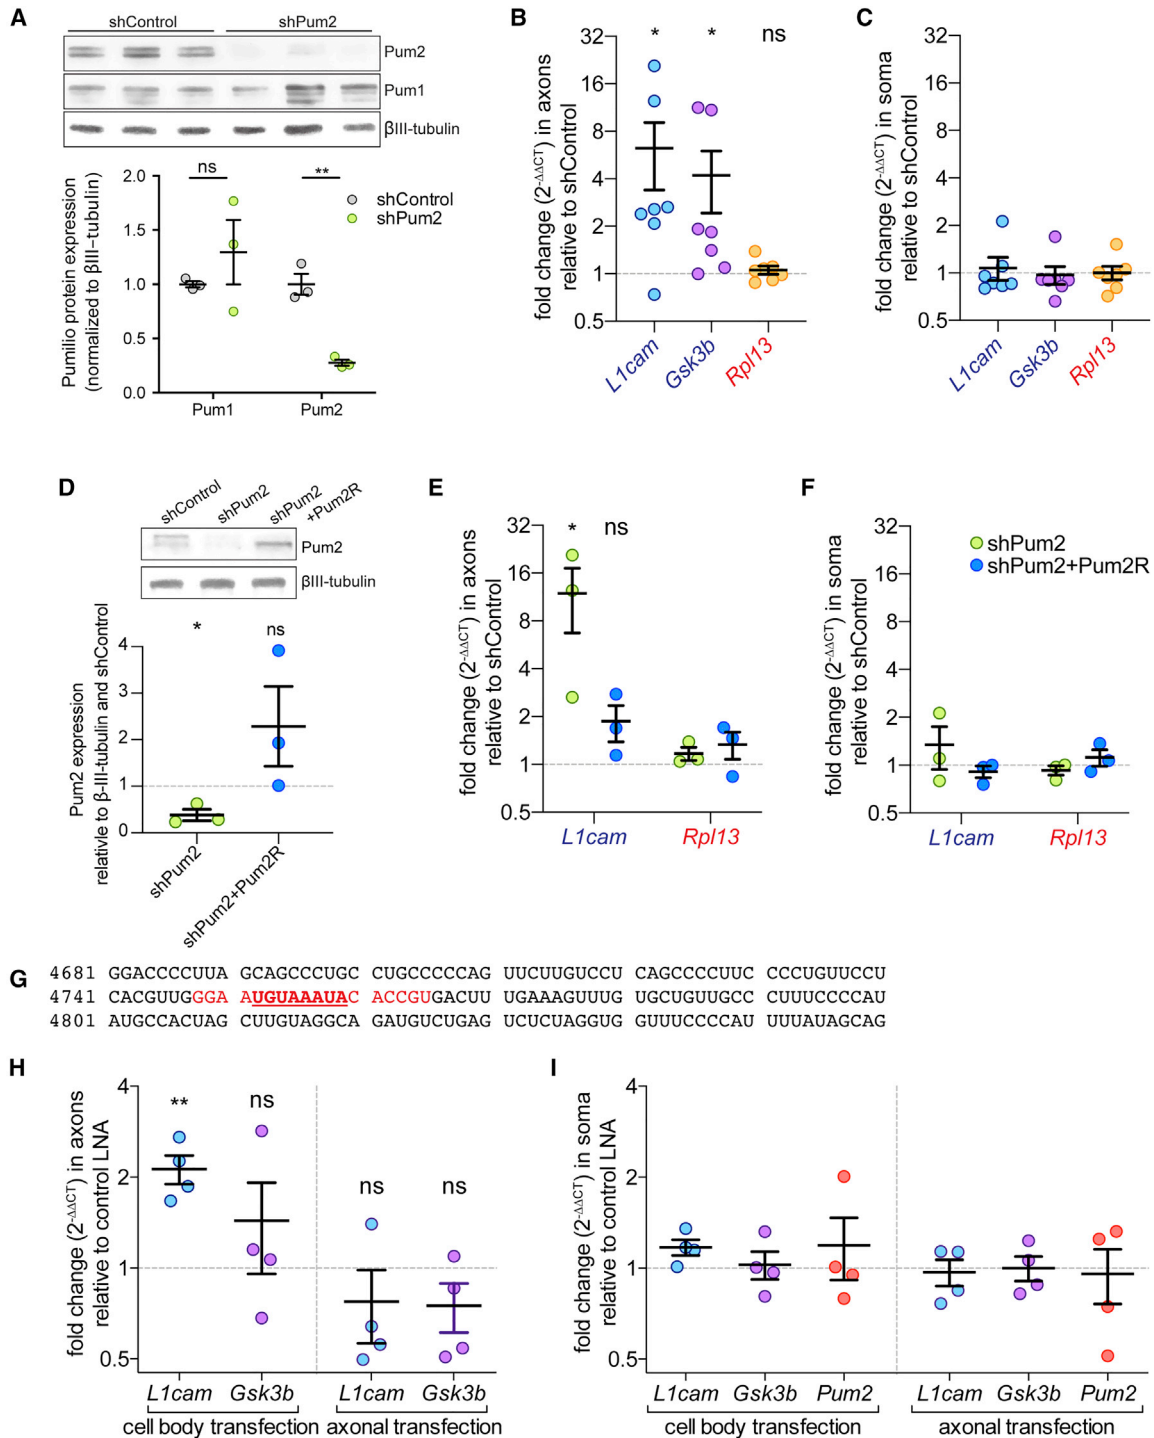 A
shControl shPum2
Pum2
Pum1
βIII-tubulin
Pumilio protein expression
(normalized to βIII-tubulin)
2.0
1.5
1.0
0.5
0.0
ns
**
shControl
shPum2
Pum1 Pum2
B
fold change (2-ΔΔCT) in axons
relative to shControl
32
16
8
4
2
1
0.5
* * ns
L1cam Gsk3b Rpl13
C
fold change (2-ΔΔCT) in soma
relative to shControl
32
16
8
4
2
1
0.5
L1cam Gsk3b Rpl13
D
shControl
shPum2
shPum2
+Pum2R
Pum2
βIII-tubulin
Pum2 expression
relativle to β-III-tubulin and shControl
4
3
2
1
0
* ns
shPum2
shPum2+Pum2R
E
fold change (2-ΔΔCT) in axons
relative to shControl
32
16
8
4
2
1
0.5
* ns
L1cam Rpl13
F
fold change (2-ΔΔCT) in soma
relative to shControl
32
16
8
4
2
1
0.5
shPum2
shPum2+Pum2R
L1cam Rpl13
G
4681 GGACCCCUUA GCAGCCCUGC CUGCCCCCAG UUCUUGUCCU CAGCCCCUUC CCCUGUUCCU
4741 CACGUUGGGA AUGUAAAUAC ACCGUGACUU UGAAAGUUUG UGCUGUUGCC CUUUCCCCAU
4801 AUGCCACUAG CUUGUAGGCA GAUGUCUGAG UCUCUAGGUG GUUUCCCCAU UUUAUAGCAG
H
fold change (2-ΔΔCT) in axons
relative to control LNA
4
2
1
0.5
** ns ns ns
L1cam Gsk3b L1cam Gsk3b
cell body transfection axonal transfection
I
fold change (2-ΔΔCT) in soma
relative to control LNA
4
2
1
0.5
L1cam Gsk3b Pum2 L1cam Gsk3b Pum2
cell body transfection axonal transfection